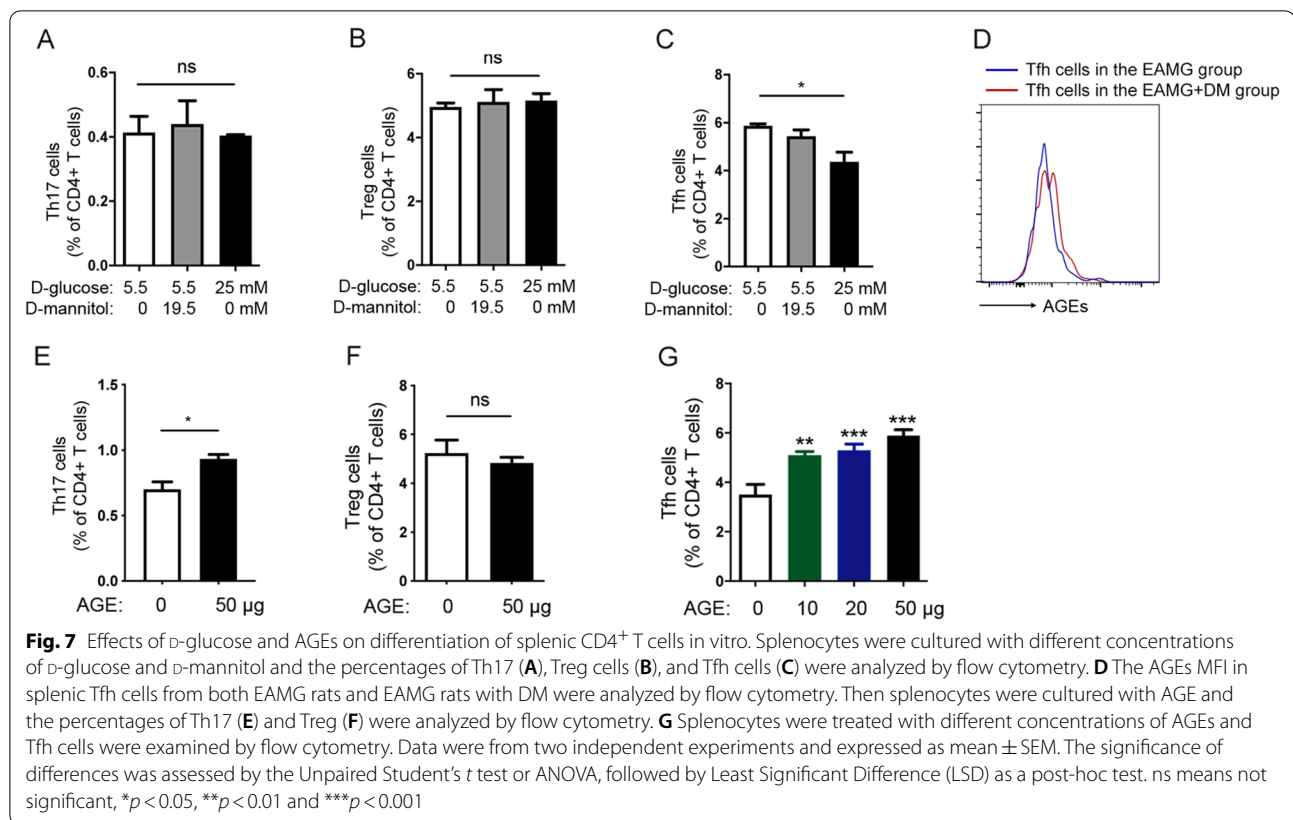 A
B
C
D
ns
ns
*
Tfh cells in the EAMG group
Tfh cells in the EAMG+DM group
Th17 cells
(% of CD4+ T cells)
0.6
0.4
0.2
0.0
Treg cells
(% of CD4+ T cells)
6
4
2
0
Tfh cells
(% of CD4+ T cells)
8
6
4
2
0
D-glucose: 5.5 5.5 25 mM
D-mannitol: 0 19.5 0 mM
D-glucose: 5.5 5.5 25 mM
D-mannitol: 0 19.5 0 mM
D-glucose: 5.5 5.5 25 mM
D-mannitol: 0 19.5 0 mM
AGEs
E
F
G
*
ns
** *** ***
Th17 cells
(% of CD4+ T cells)
1.5
1.0
0.5
0.0
Treg cells
(% of CD4+ T cells)
8
6
4
2
0
Tfh cells
(% of CD4+ T cells)
8
6
4
2
0
AGE: 0 50 µg
AGE: 0 50 µg
AGE: 0 10 20 50 µg
Fig. 7 Effects of D-glucose and AGEs on differentiation of splenic CD4+ T cells in vitro. Splenocytes were cultured with different concentrations
of D-glucose and D-mannitol and the percentages of Th17 (A), Treg cells (B), and Tfh cells (C) were analyzed by flow cytometry. D The AGEs MFI in
splenic Tfh cells from both EAMG rats and EAMG rats with DM were analyzed by flow cytometry. Then splenocytes were cultured with AGE and
the percentages of Th17 (E) and Treg (F) were analyzed by flow cytometry. G Splenocytes were treated with different concentrations of AGEs and
Tfh cells were examined by flow cytometry. Data were from two independent experiments and expressed as mean ± SEM. The significance of
differences was assessed by the Unpaired Student's t test or ANOVA, followed by Least Significant Difference (LSD) as a post-hoc test. ns means not
significant, *p < 0.05, **p < 0.01 and ***p < 0.001